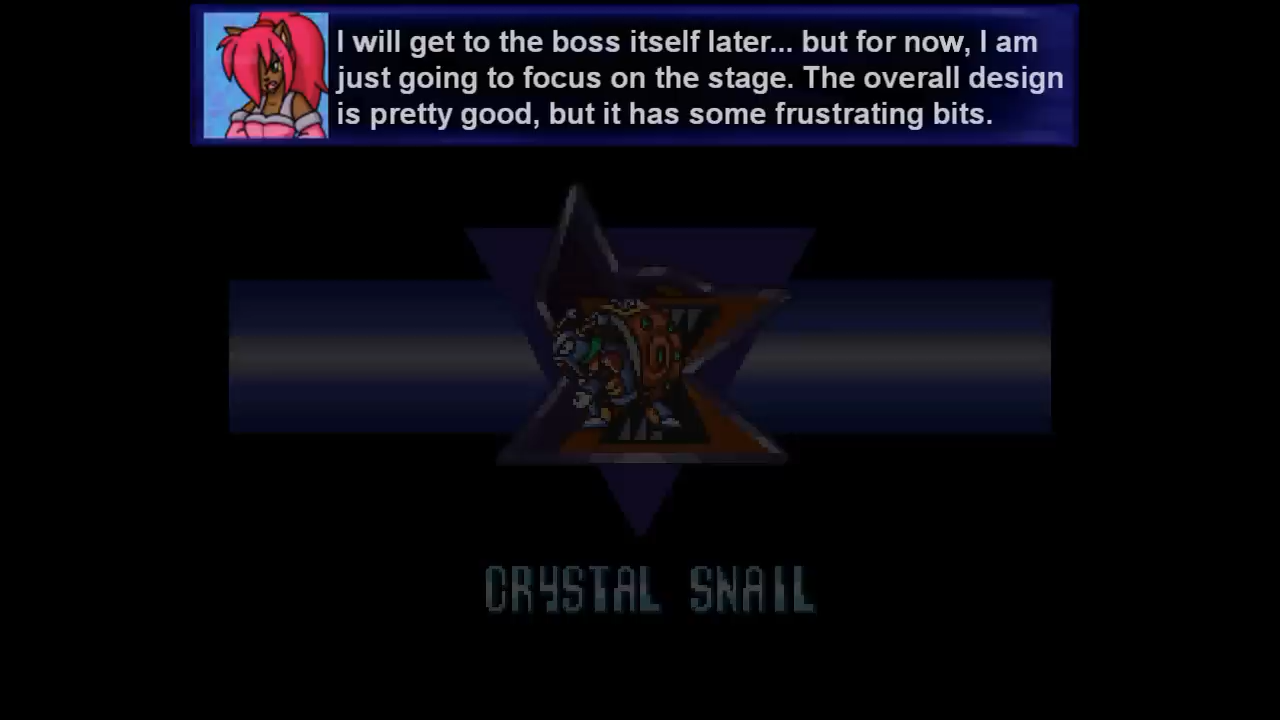 I will get to the boss itself later... but for now, I am
just going to focus on the stage. The overall design
is pretty good, but it has some frustrating bits.
CRYSTAL SNAIL